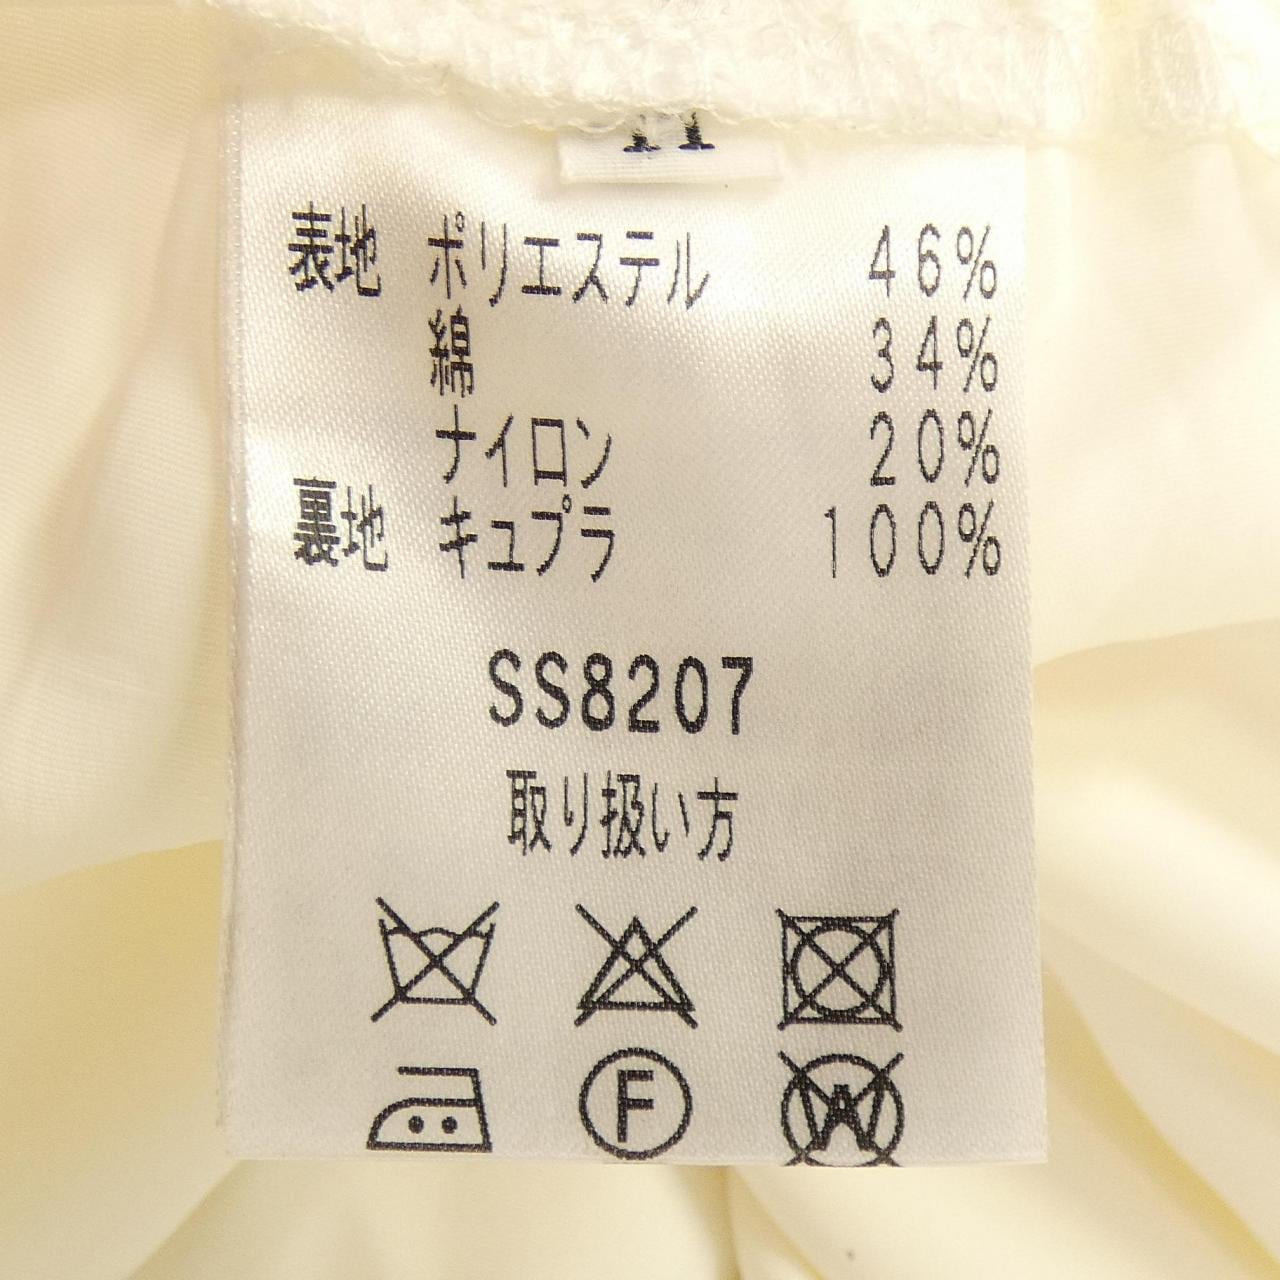 表地 ポリエステル 46%
綿 34%
ナイロン 20%
裏地 キュプラ 100%
SS8207
取り扱い方
F
W